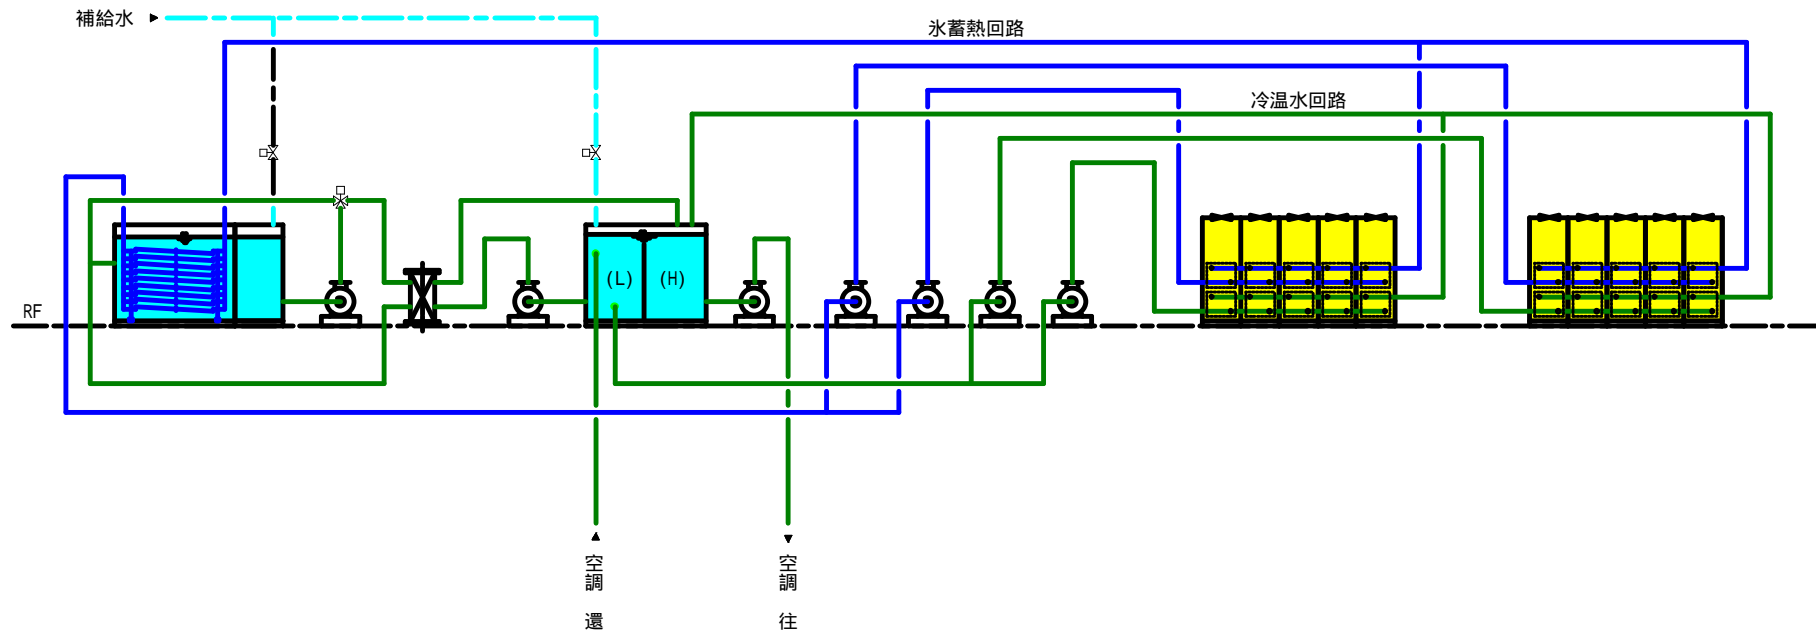 補給水
氷蓄熱回路
冷温水回路
(L)
(H)
RF
空調 還
空調 往